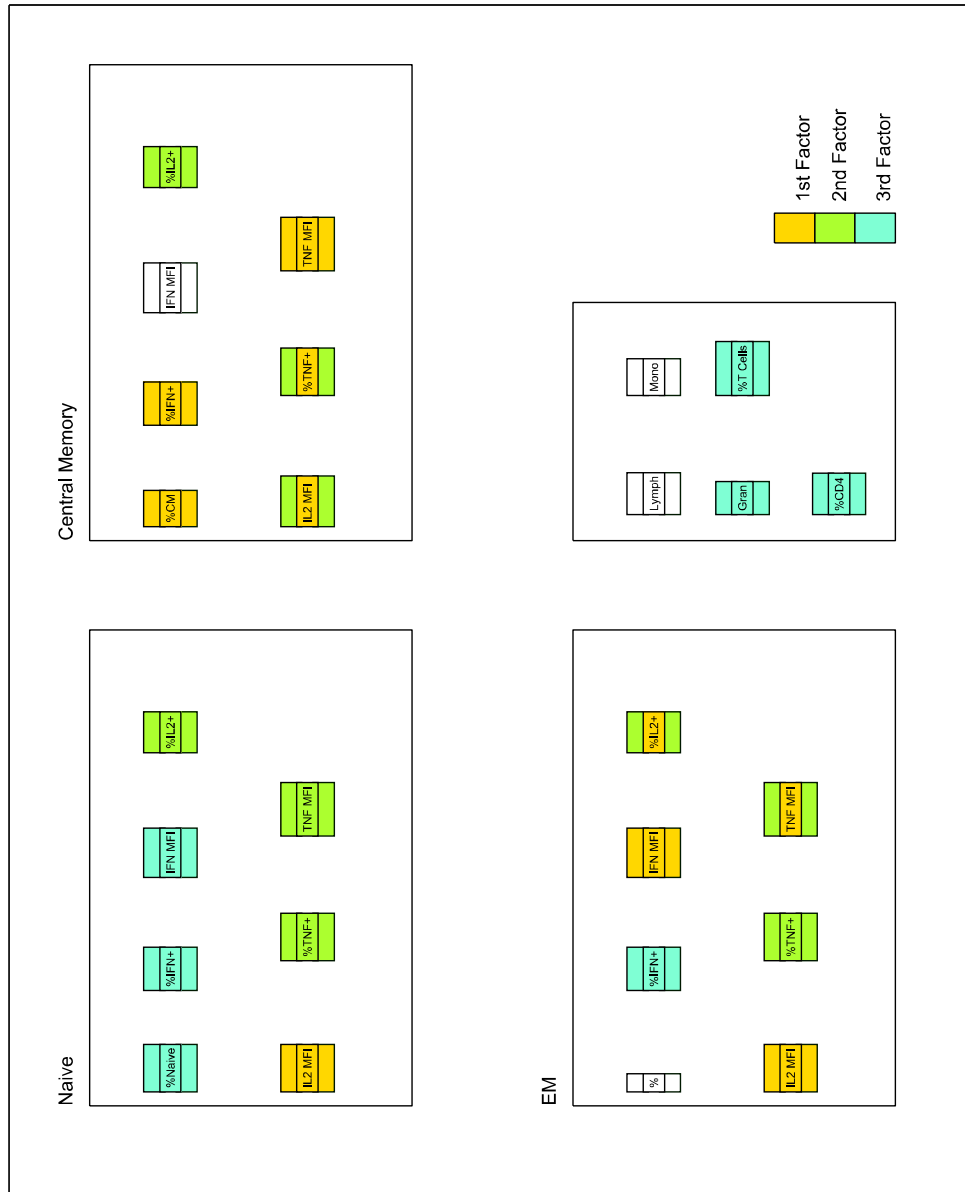 Naive
%Naive %IFN+ IFN MFI %IL2+
IL2 MFI %TNF+ TNF MFI
Central Memory
%CM %IFN+ IFN MFI %IL2+
IL2 MFI %TNF+ TNF MFI
EM
% %IFN+ IFN MFI %IL2+
IL2 MFI %TNF+ TNF MFI
Lymph Mono
Gran %T Cells
%CD4
1st Factor
2nd Factor
3rd Factor